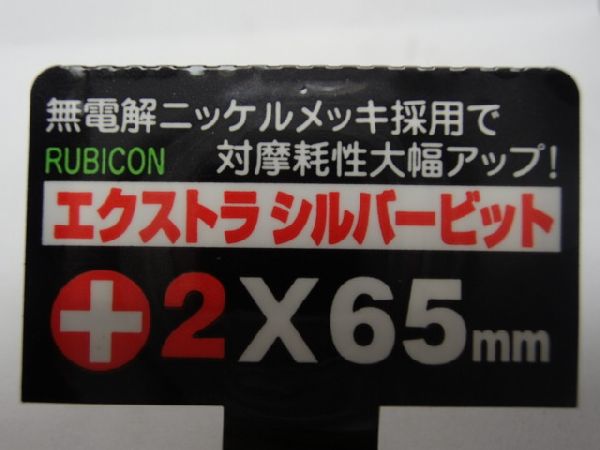 無電解ニッケルメッキ採用で
RUBICON 対摩耗性大幅アップ!
エクストラシルバービット
+2X65mm